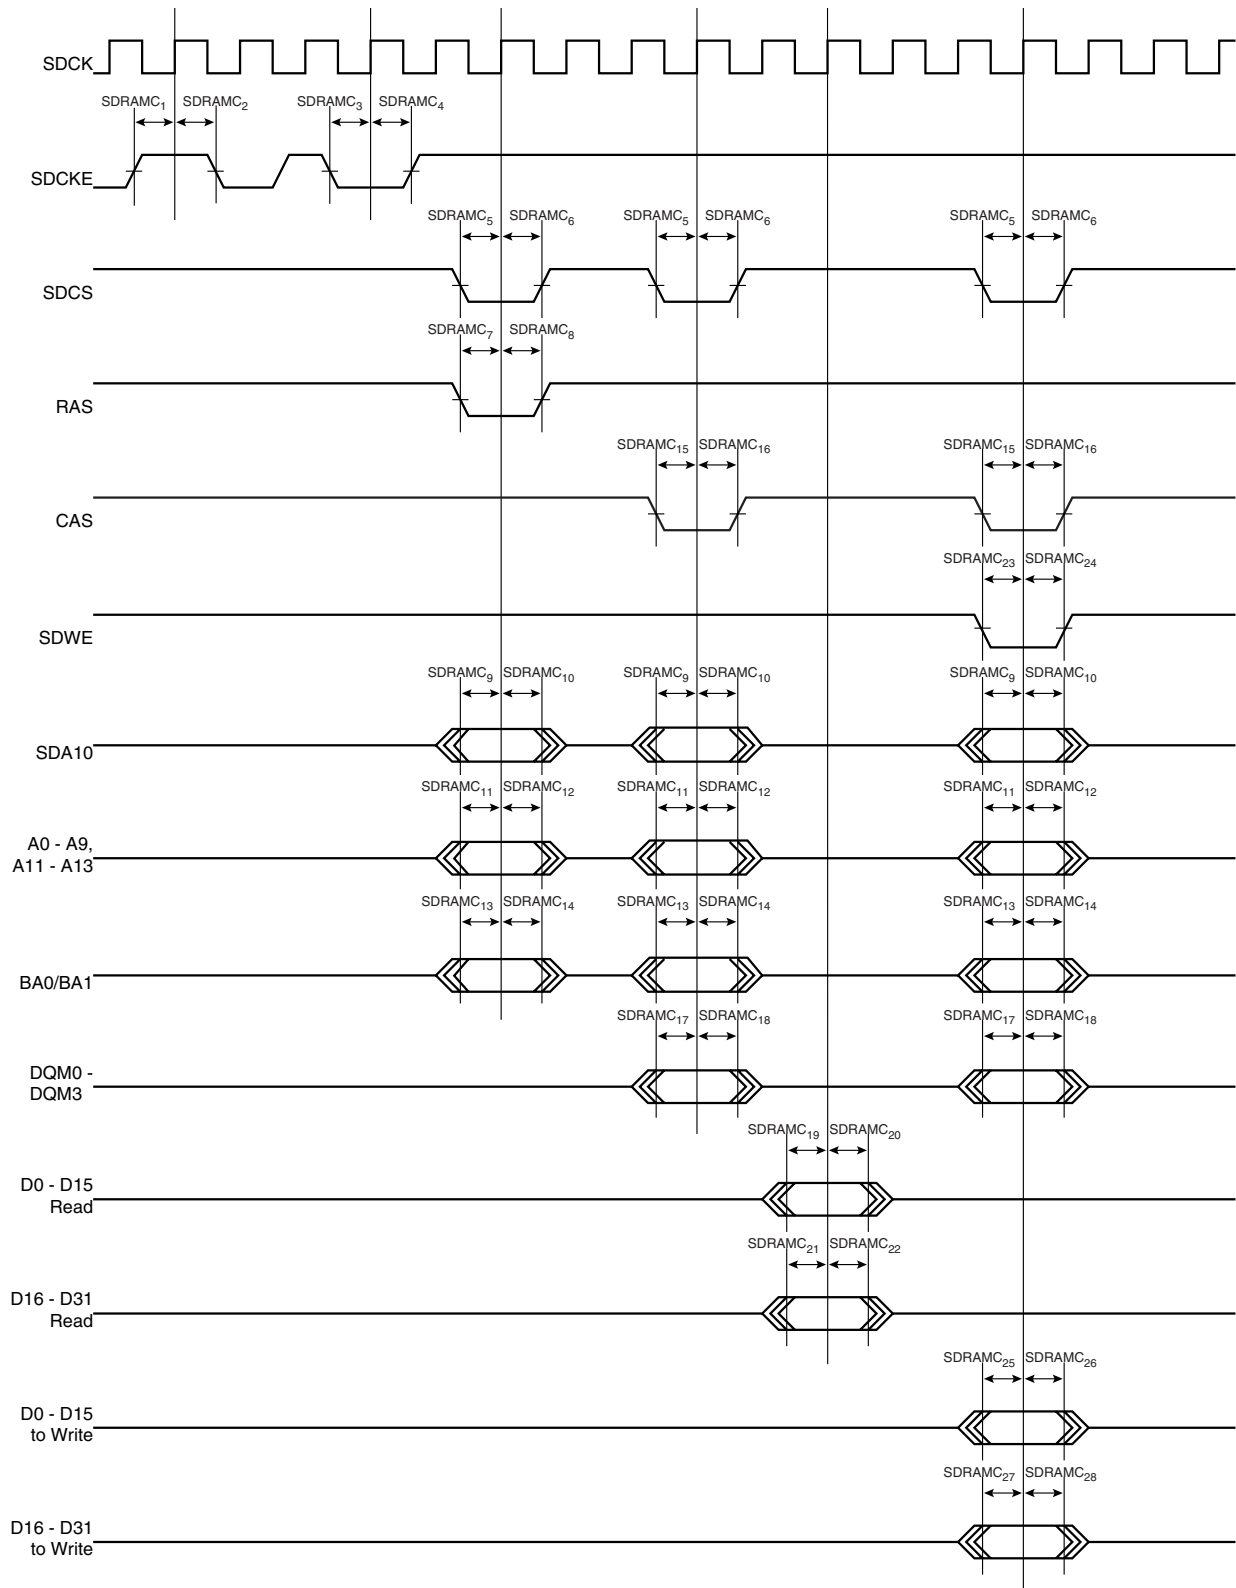 SDCK
SDRAMC1 SDRAMC2 SDRAMC3 SDRAMC4
SDCKE
SDRAMC5 SDRAMC6 SDRAMC5 SDRAMC6 SDRAMC5 SDRAMC6
SDCS
SDRAMC7 SDRAMC8
RAS
SDRAMC15 SDRAMC16 SDRAMC15 SDRAMC16
CAS
SDRAMC23 SDRAMC24
SDWE
SDRAMC9 SDRAMC10 SDRAMC9 SDRAMC10 SDRAMC9 SDRAMC10
SDA10
SDRAMC11 SDRAMC12 SDRAMC11 SDRAMC12 SDRAMC11 SDRAMC12
A0 - A9,
A11 - A13
SDRAMC13 SDRAMC14 SDRAMC13 SDRAMC14 SDRAMC13 SDRAMC14
BA0/BA1
SDRAMC17 SDRAMC18 SDRAMC17 SDRAMC18
DQM0 -
DQM3
SDRAMC19 SDRAMC20
D0 - D15
Read
SDRAMC21 SDRAMC22
D16 - D31
Read
SDRAMC25 SDRAMC26
D0 - D15
to Write
SDRAMC27 SDRAMC28
D16 - D31
to Write